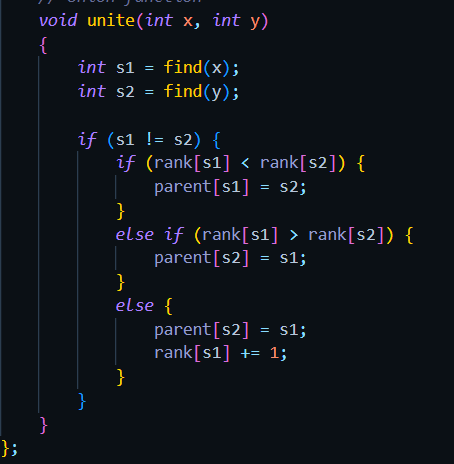 // Union function
void unite(int x, int y)
{
    int s1 = find(x);
    int s2 = find(y);

    if (s1 != s2) {
        if (rank[s1] < rank[s2]) {
            parent[s1] = s2;
        }
        else if (rank[s1] > rank[s2]) {
            parent[s2] = s1;
        }
        else {
            parent[s2] = s1;
            rank[s1] += 1;
        }
    }
}
};